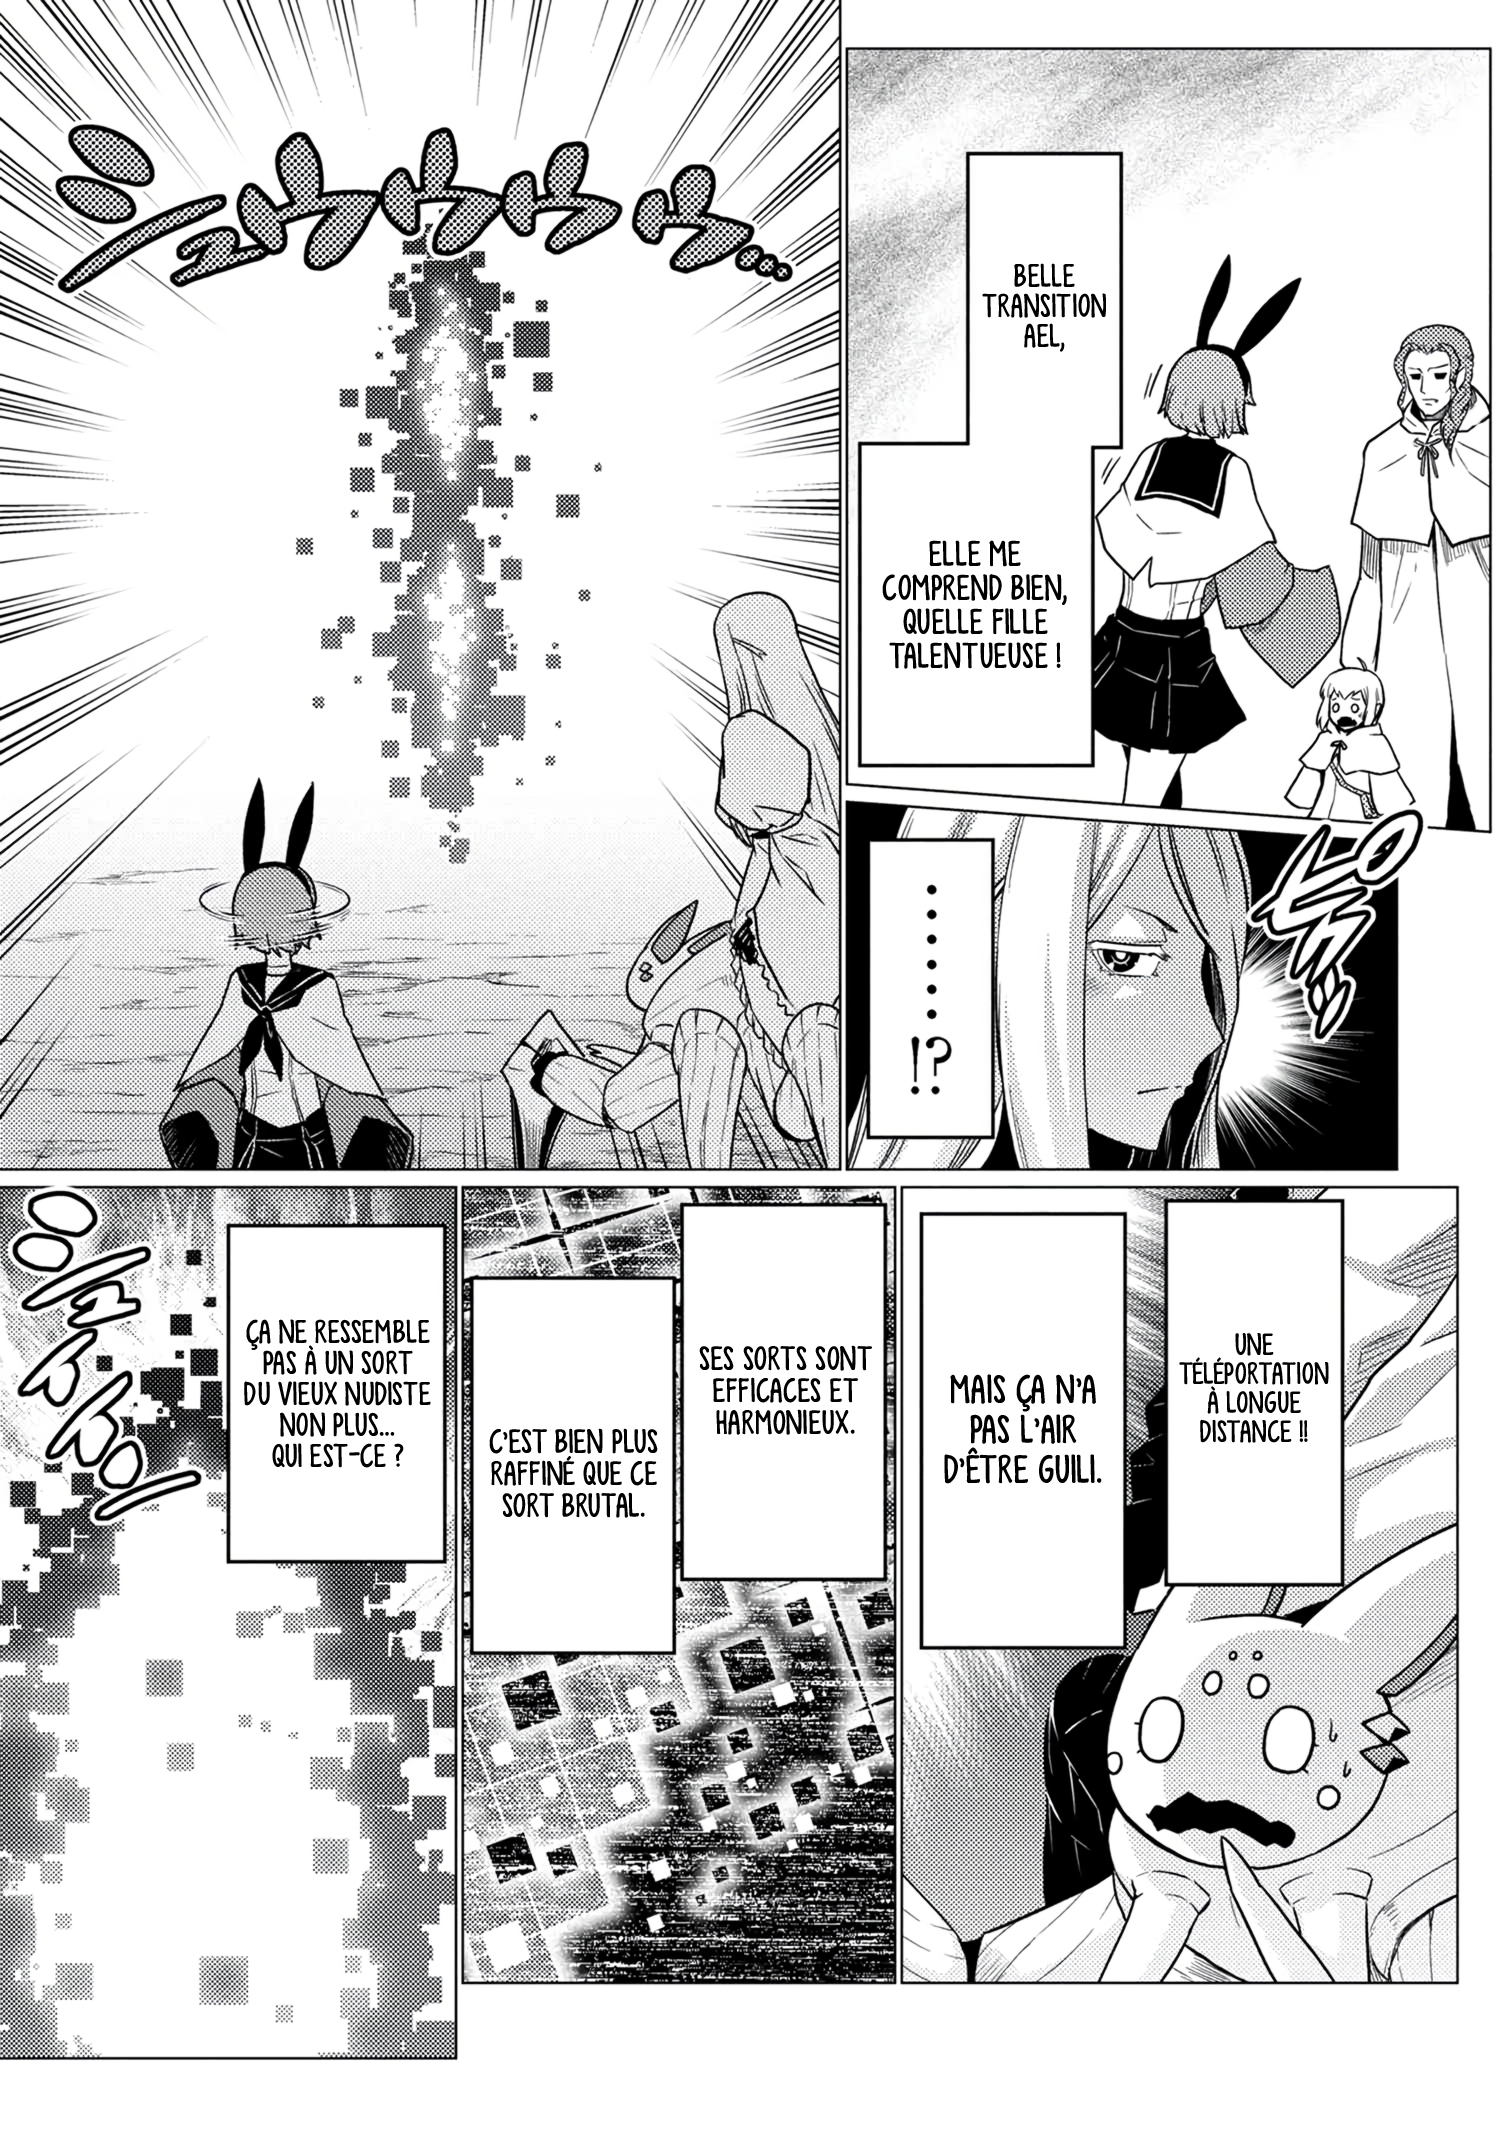 BELLE
TRANSITION
AEL,
ELLE ME
COMPREND BIEN,
QUELLE FILLE
TALENTUEUSE !
ピクッ
......
!?
シュウウウウ...
UNE
TÉLÉPORTATION
À LONGUE
DISTANCE !!
MAIS ÇA N'A
PAS L'AIR
D'ÊTRE GUILI.
SES SORTS SONT
EFFICACES ET
HARMONIEUX.
C'EST BIEN PLUS
RAFFINÉ QUE CE
SORT BRUTAL.
ÇA NE RESSEMBLE
PAS À UN SORT
DU VIEUX NUDISTE
NON PLUS...
QUI EST-CE ?